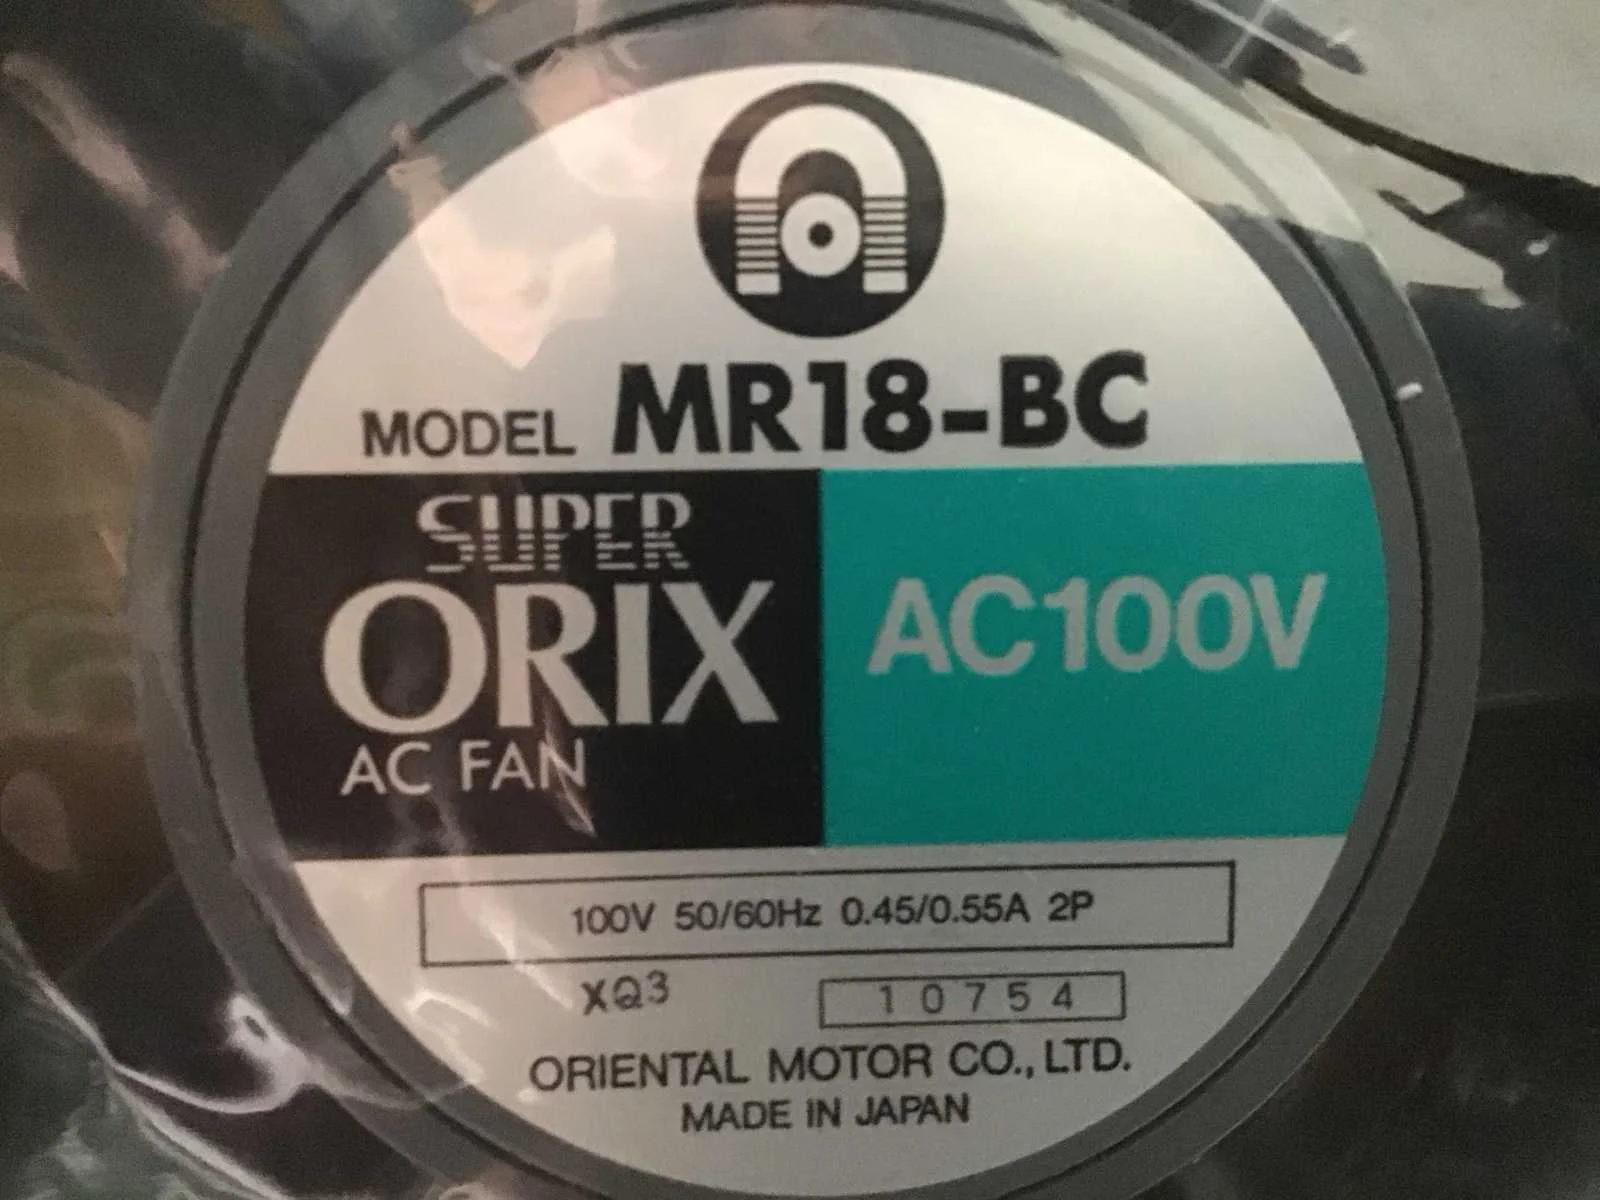 MODEL MR18-BC
SUPER
ORIX
AC FAN
AC100V
100V 50/60Hz 0.45/0.55A 2P
XQ3 10754
ORIENTAL MOTOR CO., LTD.
MADE IN JAPAN